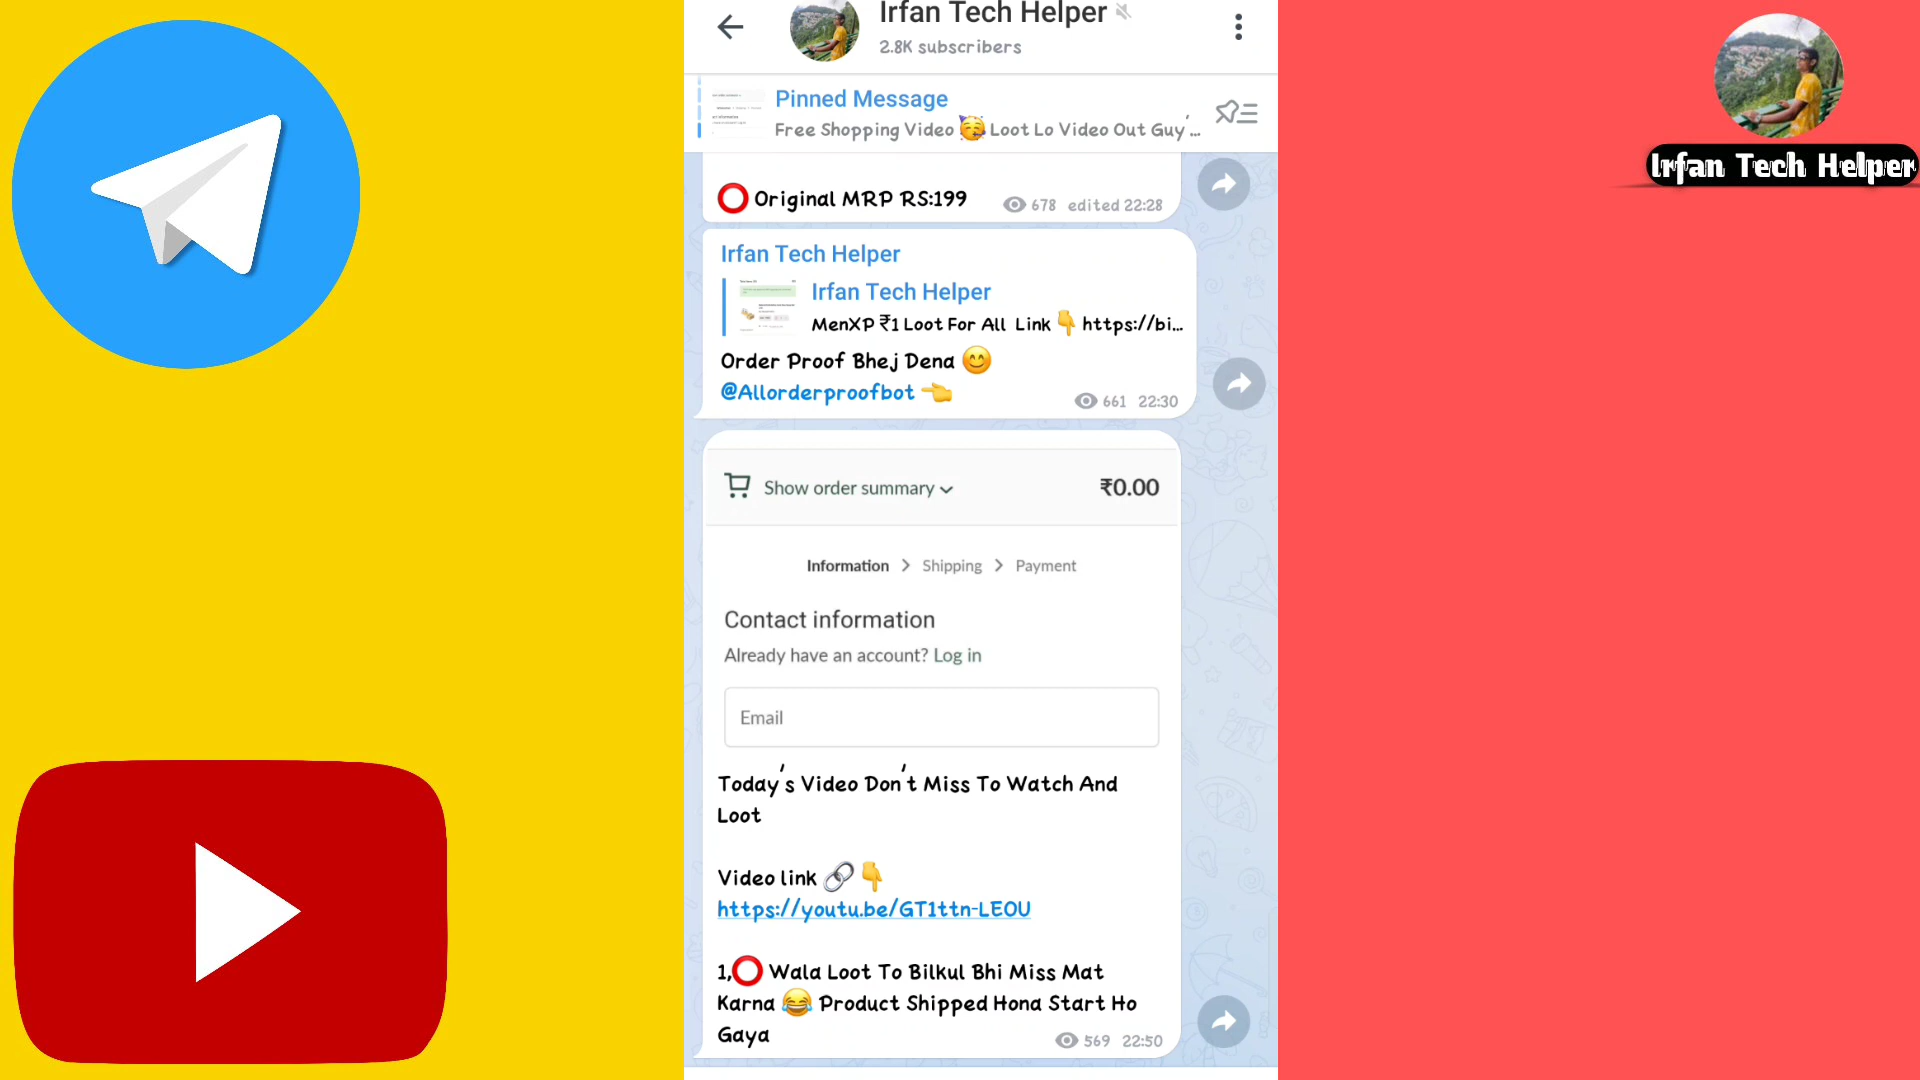 Irfan Tech Helper
2.8K subscribers
Irfan Tech Helper
Pinned Message
Free Shopping Video 🥳 Loot Lo Video Out Guy'...
⭕ Original MRP RS:199
678 edited 22:28
Irfan Tech Helper
Irfan Tech Helper
MenXP ₹1 Loot For All Link 👇 https://bi...
Order Proof Bhej Dena 😊
@Allorderproofbot 👈
661 22:30
Show order summary
₹0.00
Information > Shipping > Payment
Contact information
Already have an account? Log in
Email
Today's Video Don't Miss To Watch And
Loot
Video link 🔗👇
https://youtu.be/GT1ttn-LEOU
1,⭕ Wala Loot To Bilkul Bhi Miss Mat
Karna 😂 Product Shipped Hona Start Ho
Gaya
569 22:50